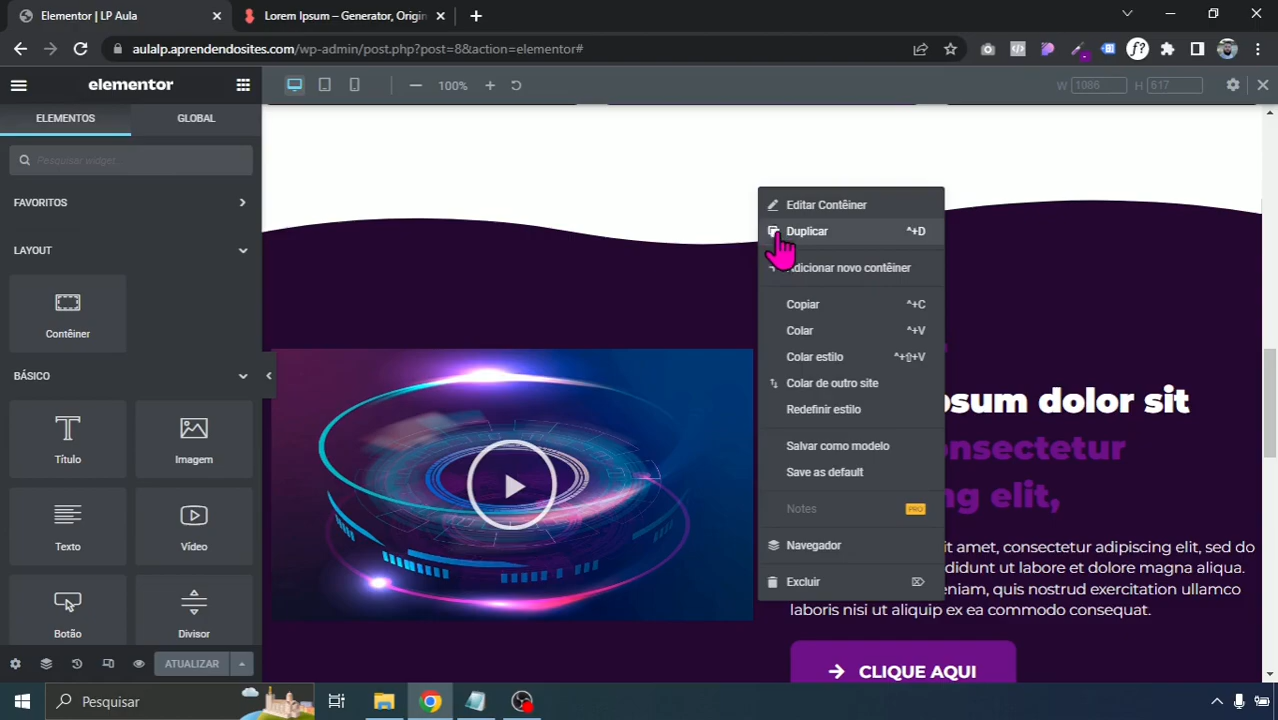 Elementor | LP Aula
Lorem Ipsum – Generator, Origin
aulalp.aprendendosites.com/wp-admin/post.php?post=8&action=elementor#
f?
elementor
100%
W 1086 H 617
ELEMENTOS
GLOBAL
Pesquisar widget...
FAVORITOS
LAYOUT
Contêiner
BÁSICO
Título
Imagem
Texto
Vídeo
Botão
Divisor
ATUALIZAR
Editar Contêiner
Duplicar ^+D
Adicionar novo contêiner
Copiar ^+C
Colar ^+V
Colar estilo ^+⇧+V
Colar de outro site
Redefinir estilo
Salvar como modelo
Save as default
Notes PRO
Navegador
Excluir ⌦
psum dolor sit
onsectetur
ng elit,
it amet, consectetur adipiscing elit, sed do
didunt ut labore et dolore magna aliqua.
eniam, quis nostrud exercitation ullamco
laboris nisi ut aliquip ex ea commodo consequat.
→ CLIQUE AQUI
Pesquisar